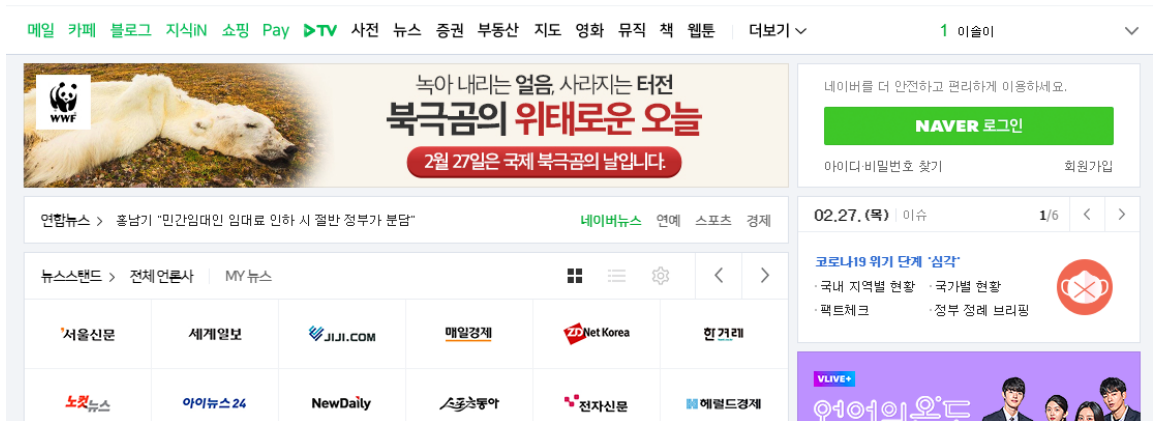 메일 카페 블로그 지식iN 쇼핑 Pay TV 사전 뉴스 증권 부동산 지도 영화 뮤직 책 웹툰 더보기 1 이솔이
WWF
녹아 내리는 얼음, 사라지는 터전
북극곰의 위태로운 오늘
2월 27일은 국제 북극곰의 날입니다.
네이버를 더 안전하고 편리하게 이용하세요.
NAVER 로그인
아이디·비밀번호 찾기 회원가입
연합뉴스 > 홍남기 "민간임대인 임대료 인하 시 절반 정부가 분담" 네이버뉴스 연예 스포츠 경제
02.27.(목) 이슈 1/6 < >
뉴스스탠드 > 전체언론사 MY뉴스 < >
코로나19 위기 단계 '심각'
·국내 지역별 현황 ·국가별 현황
·팩트체크 ·정부 정례 브리핑
서울신문 세계일보 JIJI.COM 매일경제 ZDNet Korea 한겨레
노컷뉴스 아이뉴스24 NewDaily 스포츠동아 전자신문 헤럴드경제
VLIVE+
언어의온도